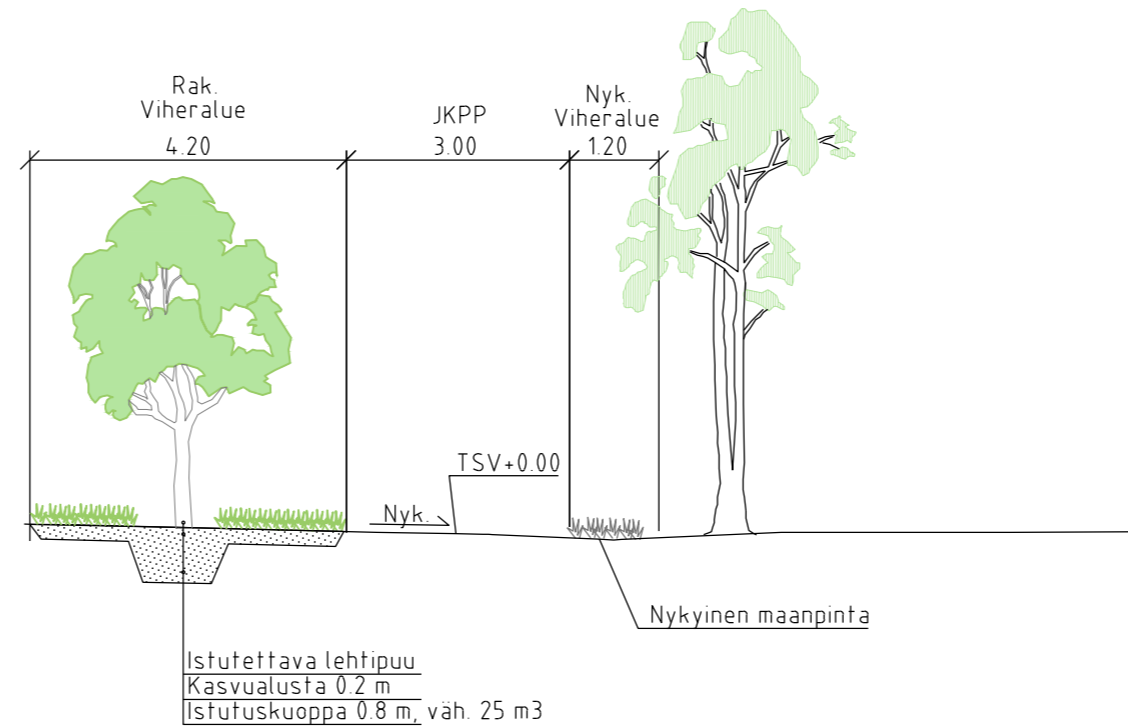 Rak.
Viheralue
4.20
JKPP
3.00
Nyk.
Viheralue
1.20
TSV+0.00
Nyk.
Nykyinen maanpinta
Istutettava lehtipuu
Kasvualusta 0.2 m
Istutuskuoppa 0.8 m, väh. 25 m3